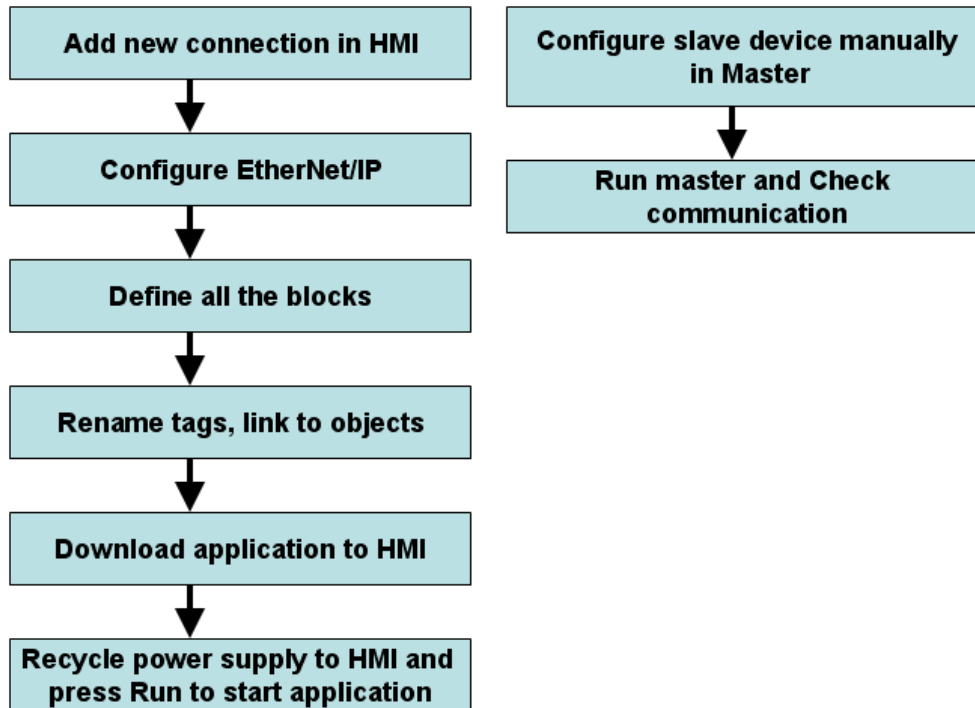 Add new connection in HMI
Configure EtherNet/IP
Define all the blocks
Rename tags, link to objects
Download application to HMI
Recycle power supply to HMI and
press Run to start application
Configure slave device manually
in Master
Run master and Check
communication